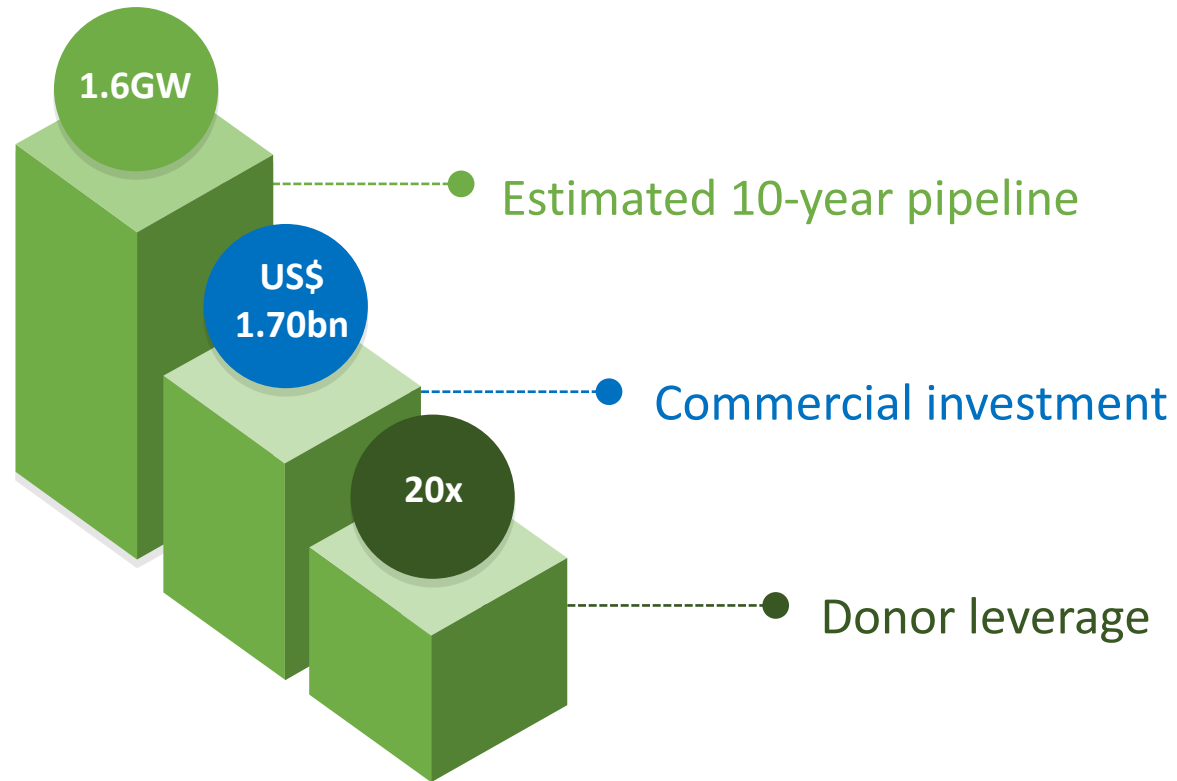 1.6GW
Estimated 10-year pipeline
US$
1.70bn
Commercial investment
20x
Donor leverage